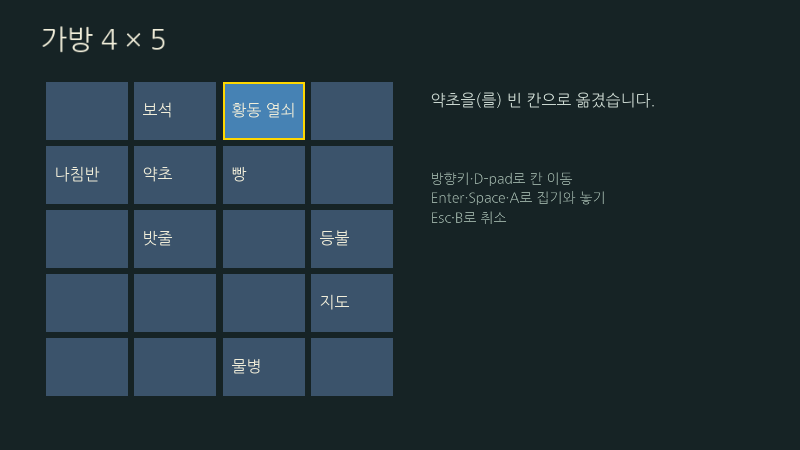 가방 4 × 5
보석 황동 열쇠
나침반 약초 빵
밧줄 등불
지도
물병
약초을(를) 빈 칸으로 옮겼습니다.
방향키·D-pad로 칸 이동
Enter·Space·A로 집기와 놓기
Esc·B로 취소